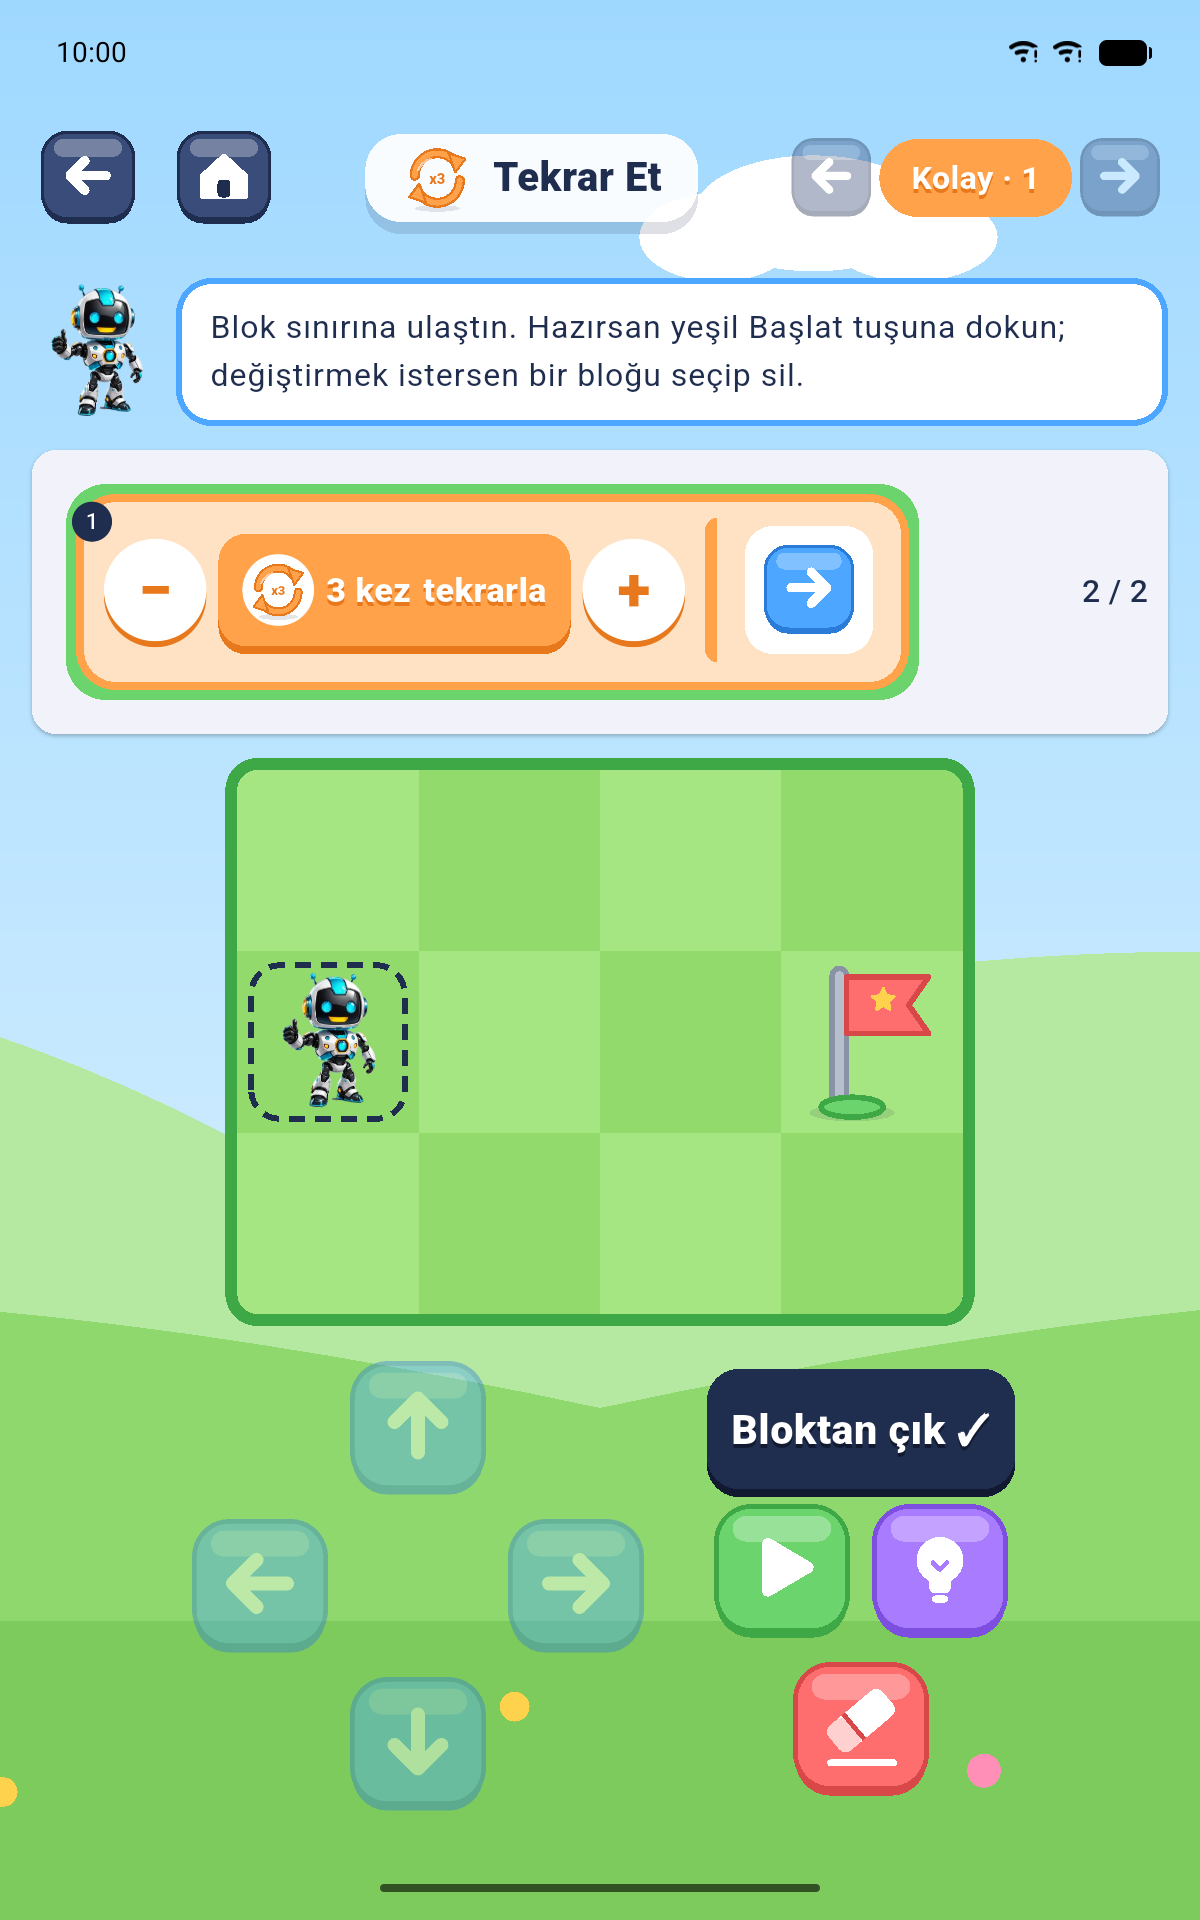 10:00
x3 Tekrar Et
Kolay · 1
Blok sınırına ulaştın. Hazırsan yeşil Başlat tuşuna dokun;
değiştirmek istersen bir bloğu seçip sil.
1
− x3 3 kez tekrarla +
2 / 2
Bloktan çık ✓